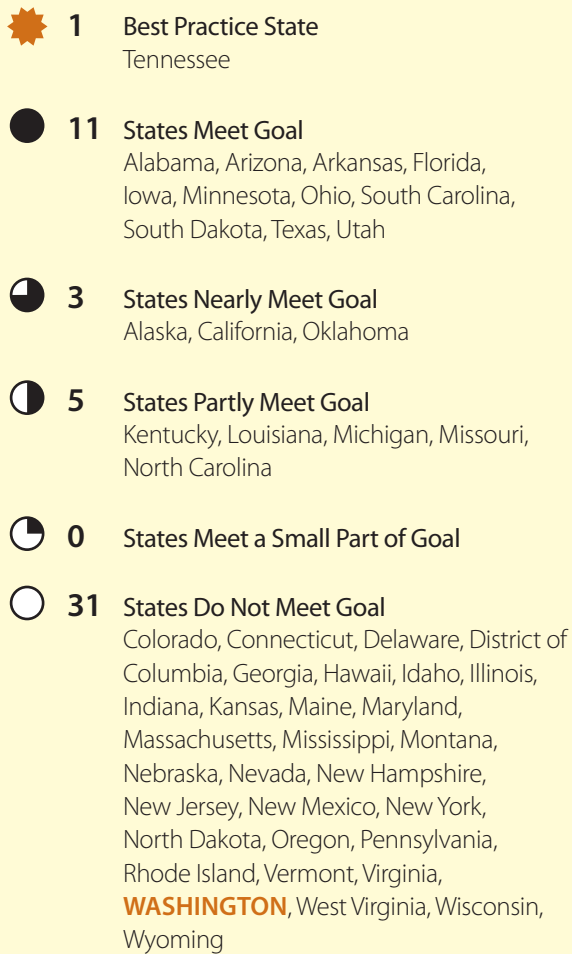 1 Best Practice State
Tennessee
11 States Meet Goal
Alabama, Arizona, Arkansas, Florida,
Iowa, Minnesota, Ohio, South Carolina,
South Dakota, Texas, Utah
3 States Nearly Meet Goal
Alaska, California, Oklahoma
5 States Partly Meet Goal
Kentucky, Louisiana, Michigan, Missouri,
North Carolina
0 States Meet a Small Part of Goal
31 States Do Not Meet Goal
Colorado, Connecticut, Delaware, District of
Columbia, Georgia, Hawaii, Idaho, Illinois,
Indiana, Kansas, Maine, Maryland,
Massachusetts, Mississippi, Montana,
Nebraska, Nevada, New Hampshire,
New Jersey, New Mexico, New York,
North Dakota, Oregon, Pennsylvania,
Rhode Island, Vermont, Virginia,
WASHINGTON, West Virginia, Wisconsin,
Wyoming